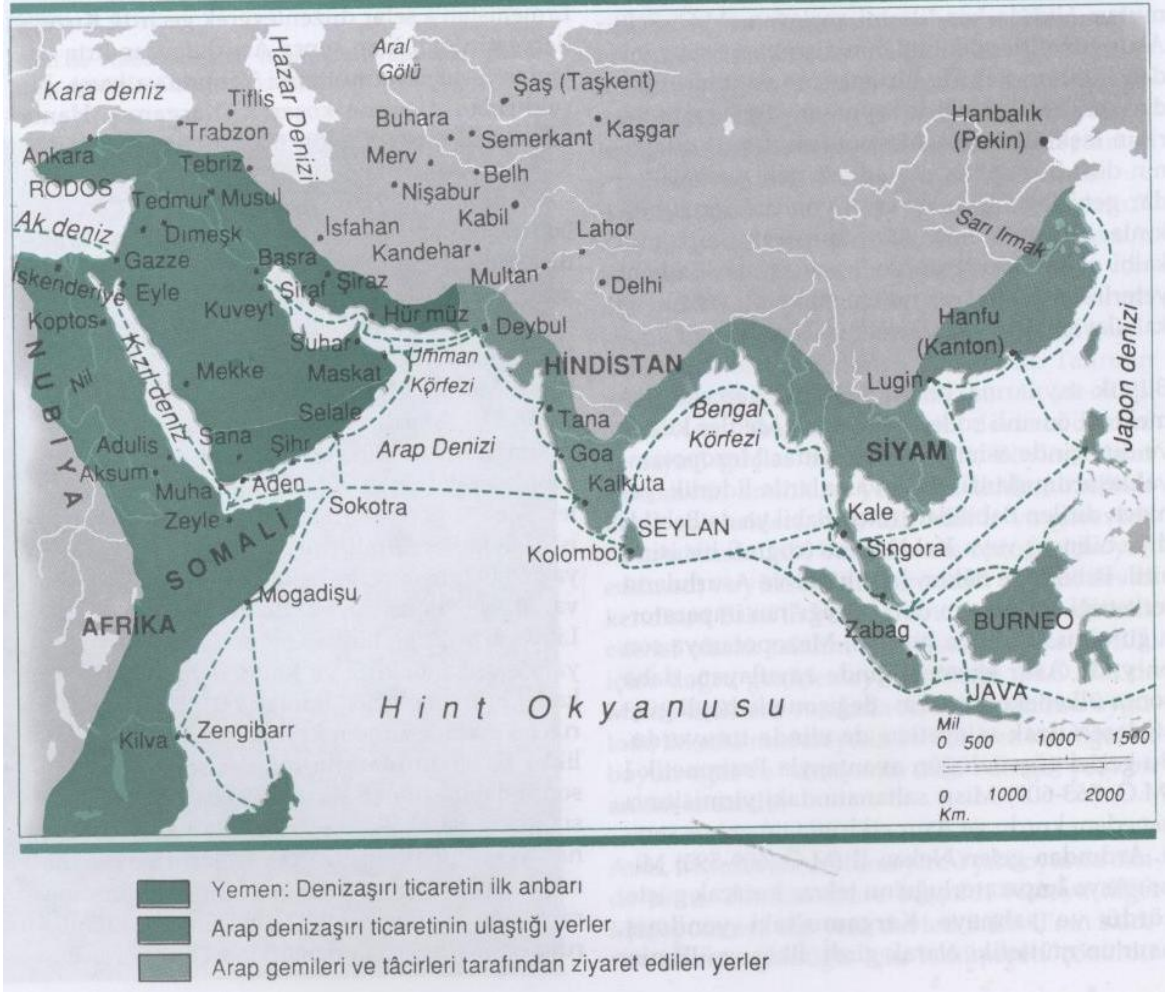 Kara deniz
Hazar Denizi
Aral
Gölü
Tiflis
Trabzon
Ankara
Tebriz
RODOS
Tedmur
Musul
Ak deniz
Dımeşk
Gazze
İskenderiye
Eyle
Koptos
Basra
Kuveyt
İsfahan
Siraf
Şiraz
Hür müz
Şaş (Taşkent)
Buhara
Semerkant
Kaşgar
Merv
Belh
Nişabur
Kabil
Kandehar
Lahor
Multan
Delhi
Deybul
Hanbalık
(Pekin)
Sarı Irmak
Hanfu
(Kanton)
Lugin
Japon denizi
NUBİYA
Nil
Kızıl deniz
Mekke
Suhar
Maskat
Umman
Körfezi
Selale
HİNDİSTAN
Tana
Goa
Kalküta
Bengal
Körfezi
SİYAM
Adulis
Aksum
Sana
Şihr
Muha
Aden
Zeyle
Arap Denizi
Sokotra
SOMALİ
SEYLAN
Kolombo
Kale
Singora
Mogadişu
AFRİKA
Zabag
BURNEO
JAVA
Hint Okyanusu
Kilva
Zengibarr
Mil
0 500 1000 1500
0 1000 2000
Km.
Yemen: Denizaşırı ticaretin ilk anbarı
Arap denizaşırı ticaretinin ulaştığı yerler
Arap gemileri ve tâcirleri tarafından ziyaret edilen yerler